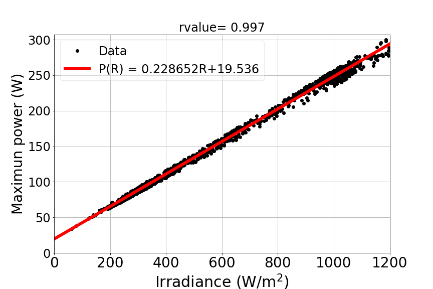 rvalue= 0.997
300
250
200
150
100
50
0
Data
P(R) = 0.228652R+19.536
Maximun power (W)
0 200 400 600 800 1000 1200
Irradiance (W/m²)